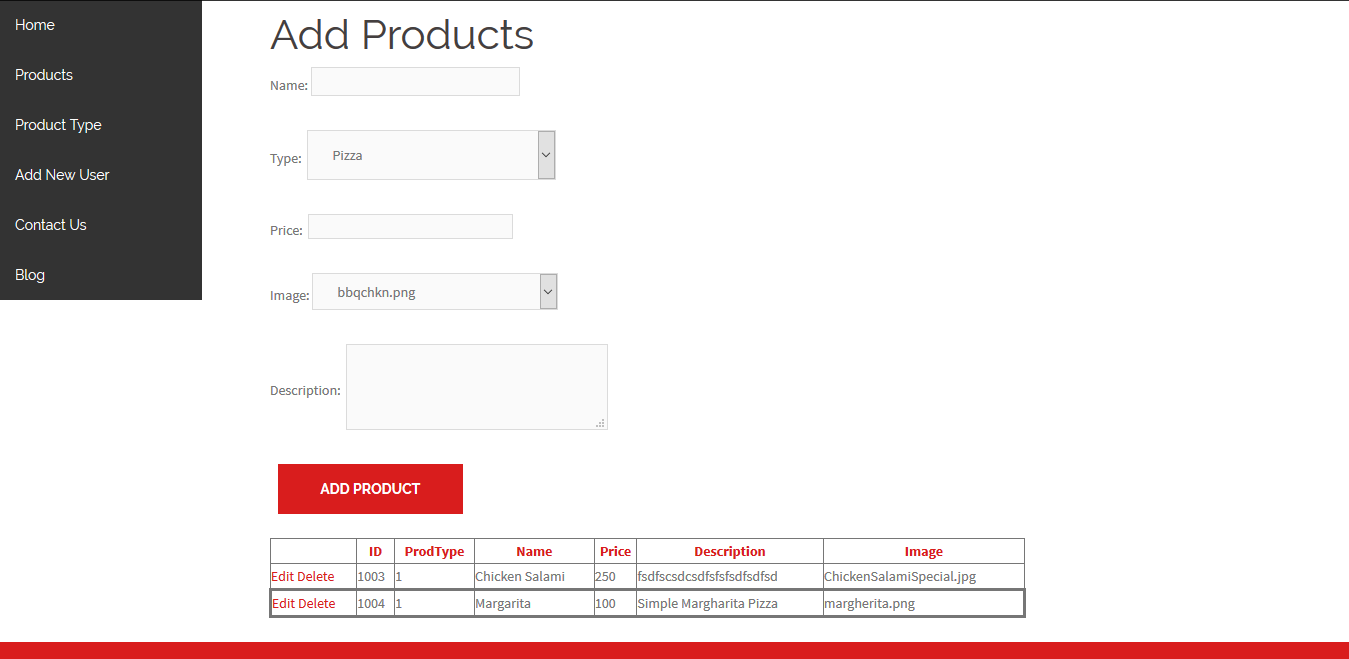 Home
Products
Product Type
Add New User
Contact Us
Blog
Add Products
Name:
Type: Pizza
Price:
Image: bbqchkn.png
Description:
ADD PRODUCT
ID ProdType Name Price Description Image
Edit Delete 1003 1 Chicken Salami 250 fsdfscsdcsdfsfsfsdfsdfsd ChickenSalamiSpecial.jpg
Edit Delete 1004 1 Margarita 100 Simple Margharita Pizza margherita.png